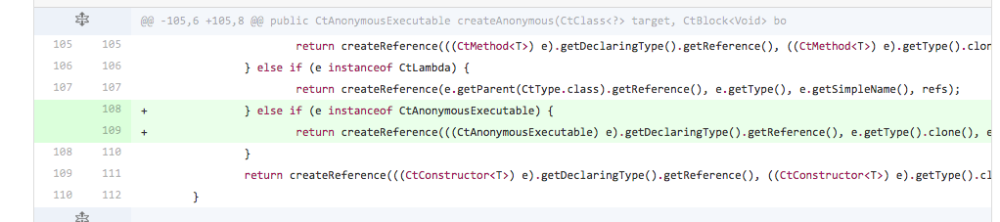 @@ -105,6 +105,8 @@ public CtAnonymousExecutable createAnonymous(CtClass<?> target, CtBlock<Void> bo
105 105 return createReference(((CtMethod<T>) e).getDeclaringType().getReference(), ((CtMethod<T>) e).getType().clon
106 106 } else if (e instanceof CtLambda) {
107 107 return createReference(e.getParent(CtType.class).getReference(), e.getType(), e.getSimpleName(), refs);
108 + } else if (e instanceof CtAnonymousExecutable) {
109 + return createReference(((CtAnonymousExecutable) e).getDeclaringType().getReference(), e.getType().clone(), e
108 110 }
109 111 return createReference(((CtConstructor<T>) e).getDeclaringType().getReference(), ((CtConstructor<T>) e).getType().cl
110 112 }